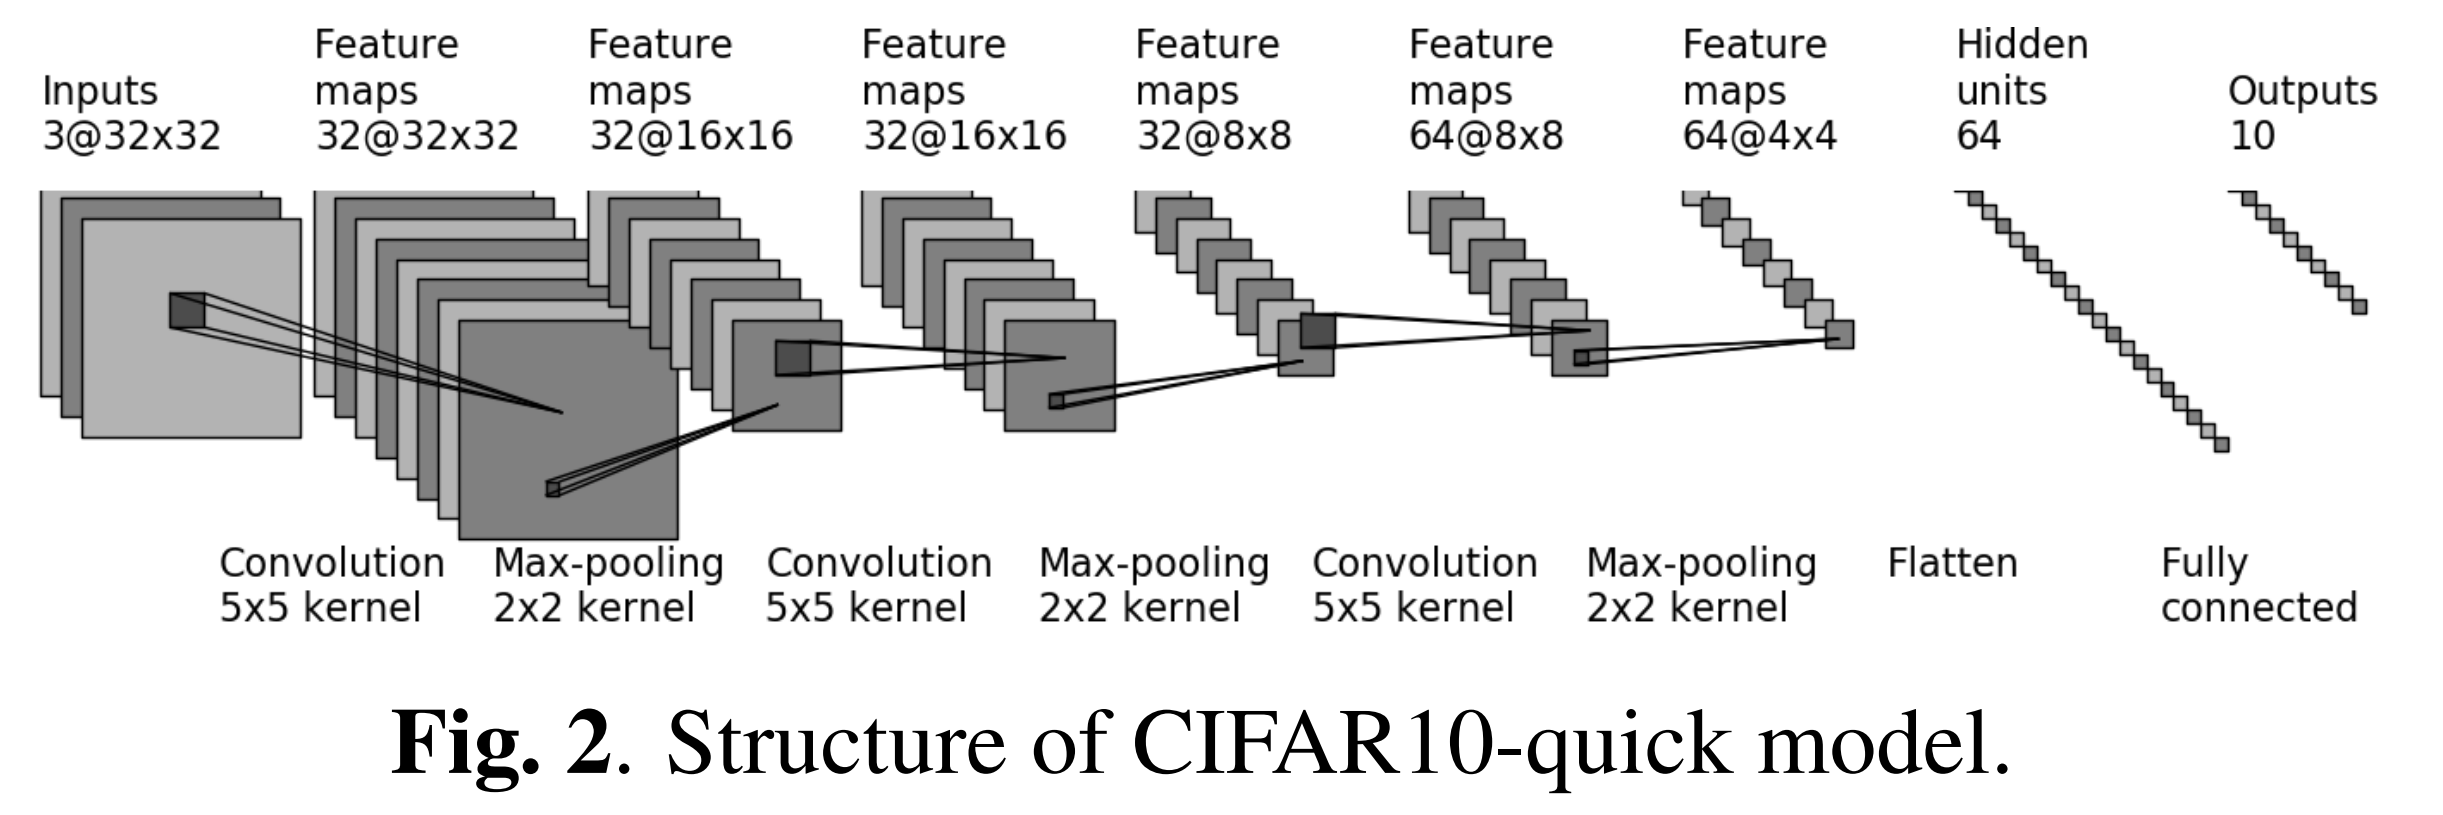 Inputs
3@32x32
Feature
maps
32@32x32
Feature
maps
32@16x16
Feature
maps
32@16x16
Feature
maps
32@8x8
Feature
maps
64@8x8
Feature
maps
64@4x4
Hidden
units
64
Outputs
10
Convolution
5x5 kernel
Max-pooling
2x2 kernel
Convolution
5x5 kernel
Max-pooling
2x2 kernel
Convolution
5x5 kernel
Max-pooling
2x2 kernel
Flatten
Fully
connected
Fig. 2. Structure of CIFAR10-quick model.